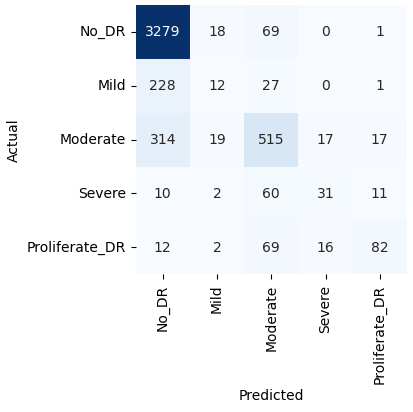 Actual
No_DR 3279 18 69 0 1
Mild 228 12 27 0 1
Moderate 314 19 515 17 17
Severe 10 2 60 31 11
Proliferate_DR 12 2 69 16 82
No_DR Mild Moderate Severe Proliferate_DR
Predicted